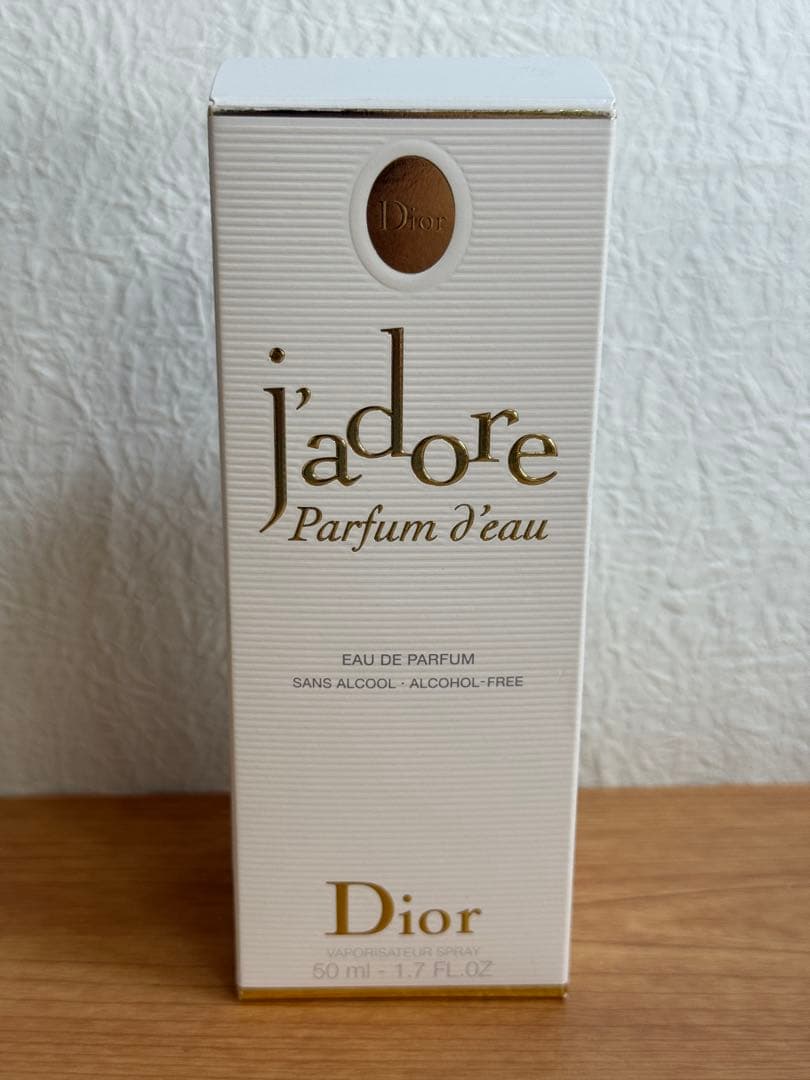 Dior
j'adore
Parfum d'eau
EAU DE PARFUM
SANS ALCOOL · ALCOHOL-FREE
Dior
VAPORISATEUR SPRAY
50 ml - 1.7 FL.OZ